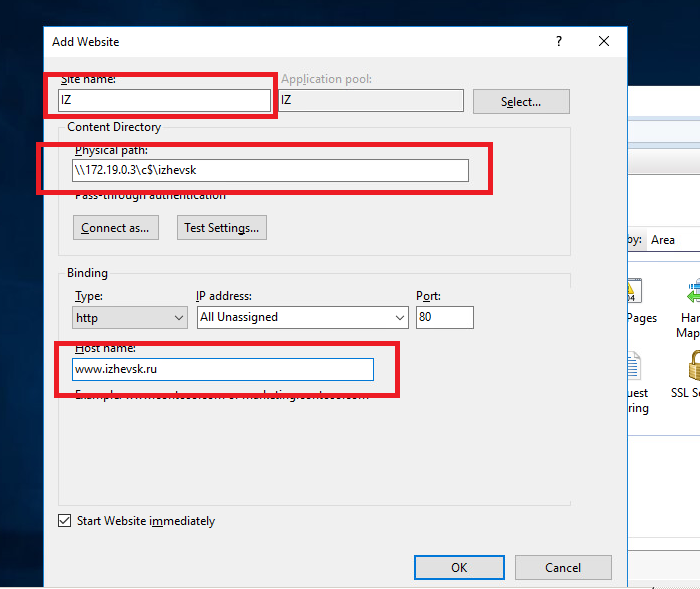 Add Website
?
Site name:
Application pool:
IZ
IZ
Select...
Content Directory
Physical path:
\\172.19.0.3\c$\izhevsk
Pass-through authentication
Connect as...
Test Settings...
Binding
Type:
IP address:
Port:
http
All Unassigned
80
Host name:
www.izhevsk.ru
Example: www.contoso.com or marketing.contoso.com
Start Website immediately
OK
Cancel
by:
Area
Pages
Han
Map
uest
ring
SSL Se